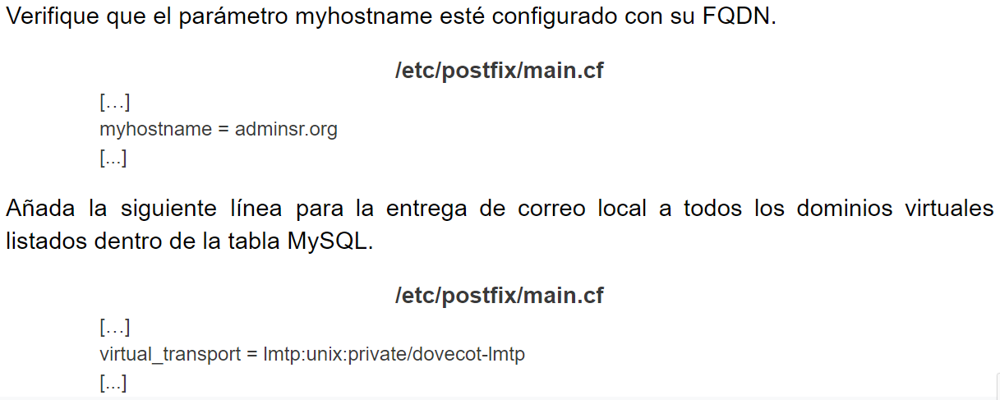 Verifique que el parámetro myhostname esté configurado con su FQDN.
/etc/postfix/main.cf
[…]
myhostname = adminsr.org
[...]
Añada la siguiente línea para la entrega de correo local a todos los dominios virtuales
listados dentro de la tabla MySQL.
/etc/postfix/main.cf
[…]
virtual_transport = lmtp:unix:private/dovecot-lmtp
[...]